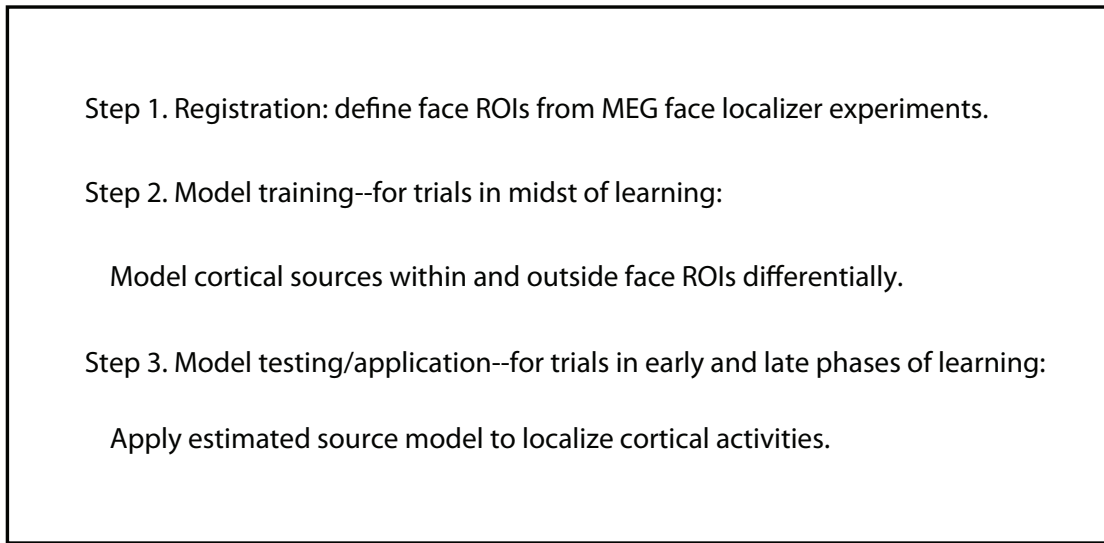 Step 1. Registration: define face ROIs from MEG face localizer experiments.
Step 2. Model training--for trials in midst of learning:
Model cortical sources within and outside face ROIs differentially.
Step 3. Model testing/application--for trials in early and late phases of learning:
Apply estimated source model to localize cortical activities.